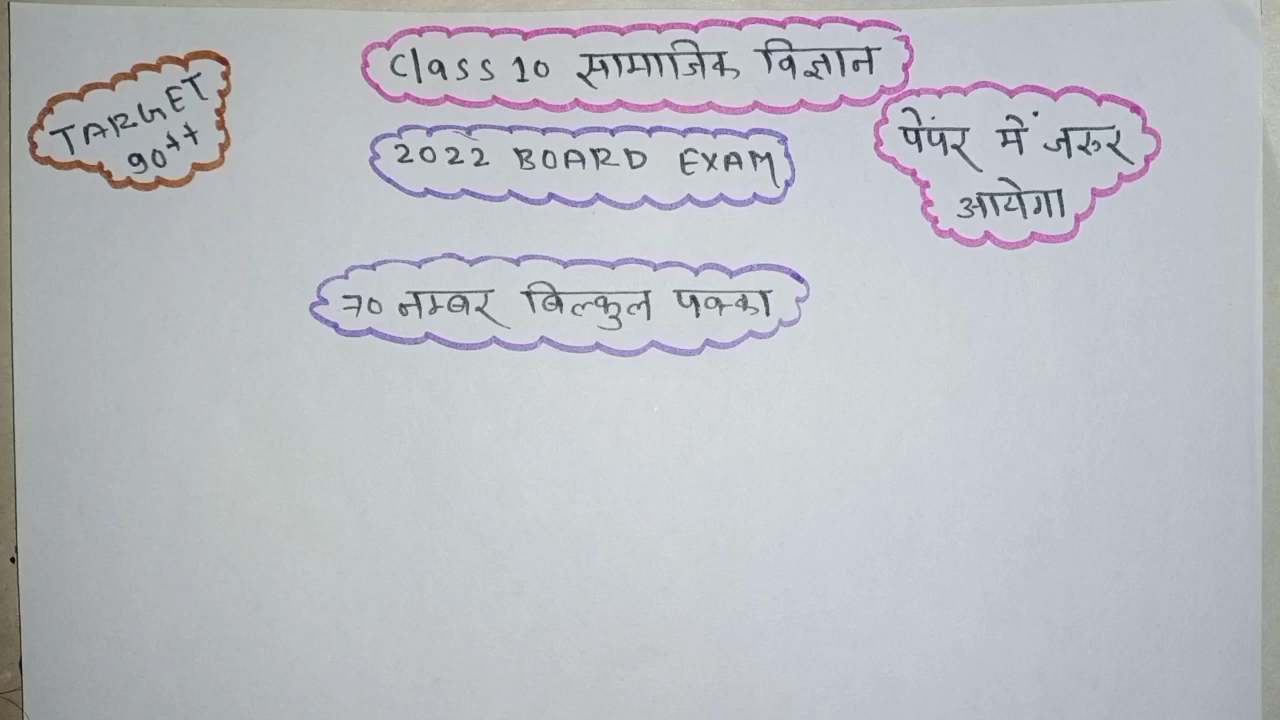 TARGET
90++
Class 10 सामाजिक विज्ञान
2022 BOARD EXAM
पेपर में जरुर
आयेगा
70 नम्बर बिल्कुल पक्का